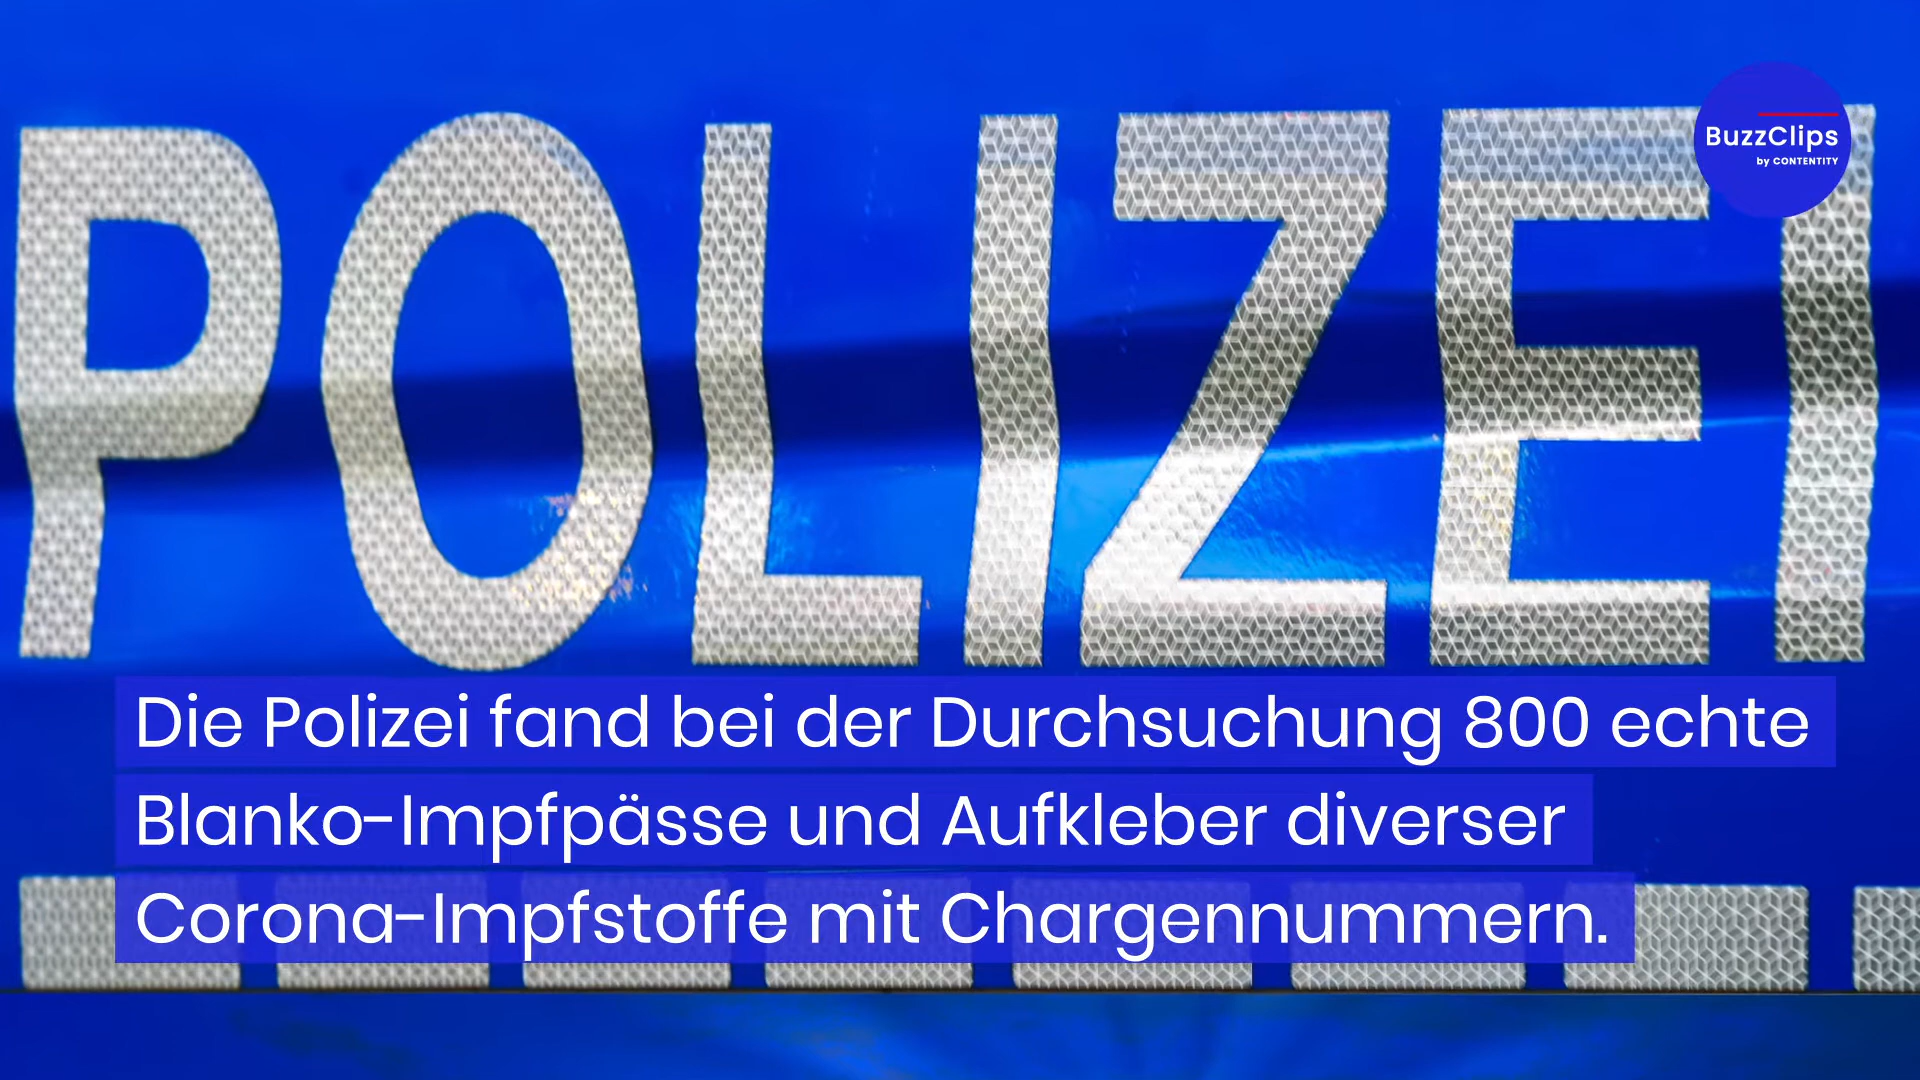 POLIZEI
BuzzClips
by CONTENTITY
Die Polizei fand bei der Durchsuchung 800 echte
Blanko-Impfpässe und Aufkleber diverser
Corona-Impfstoffe mit Chargennummern.